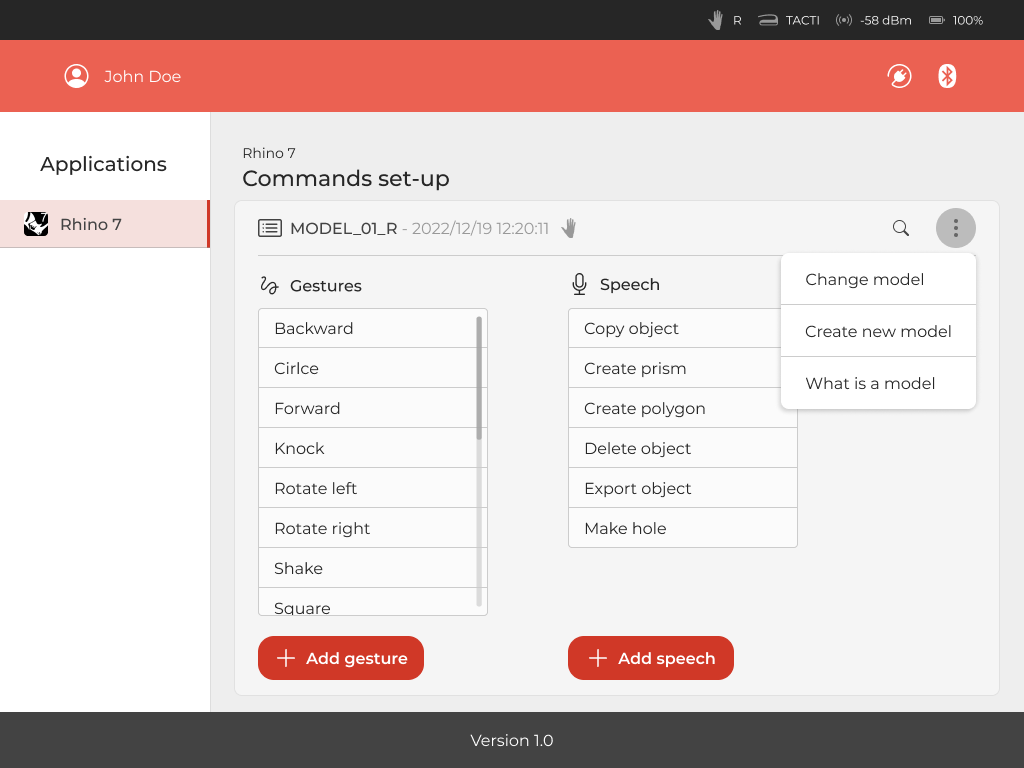 R TACTI -58 dBm 100%
John Doe
Applications
Rhino 7
Rhino 7
Commands set-up
MODEL_01_R - 2022/12/19 12:20:11
Change model
Create new model
What is a model
Gestures
Backward
Cirlce
Forward
Knock
Rotate left
Rotate right
Shake
Square
Add gesture
Speech
Copy object
Create prism
Create polygon
Delete object
Export object
Make hole
Add speech
Version 1.0